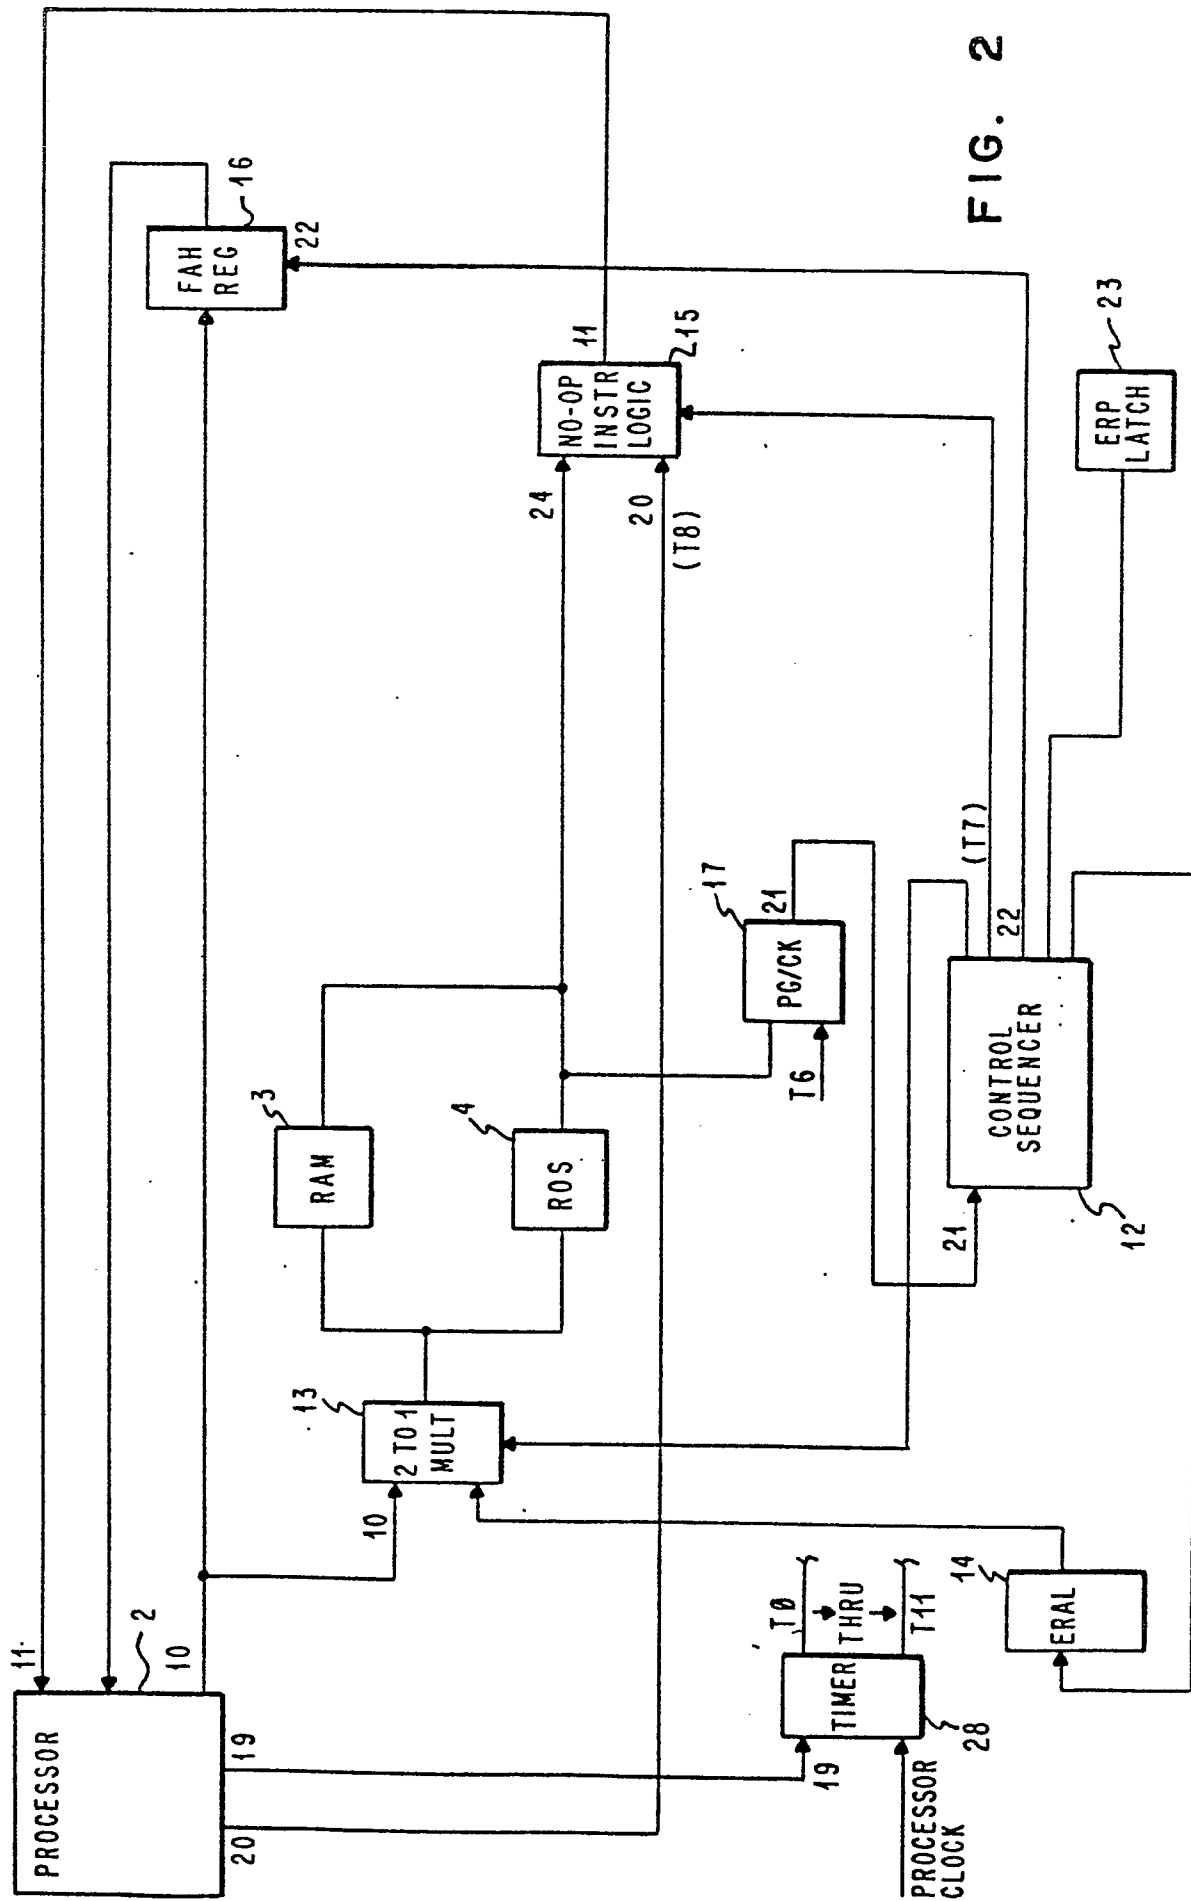 11
PROCESSOR
2
10
19
20
FAH
REG
16
22
3
RAM
4
ROS
13
2 TO 1
MULT
10
24
NO-OP
INSTR
LOGIC
11
15
20
(T8)
17
PG/CK
21
T6
19
TIMER
TØ
THRU
T11
28
PROCESSOR
CLOCK
14
ERAL
21
CONTROL
SEQUENCER
12
(T7)
22
ERP
LATCH
23
FIG. 2